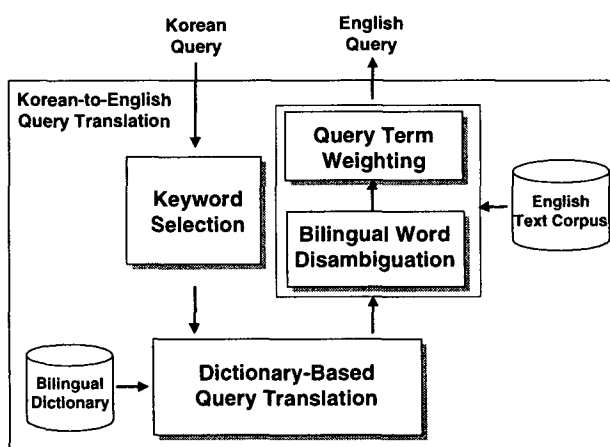 Korean
Query
English
Query
Korean-to-English
Query Translation
Keyword
Selection
Query Term
Weighting
Bilingual Word
Disambiguation
English
Text Corpus
Bilingual
Dictionary
Dictionary-Based
Query Translation